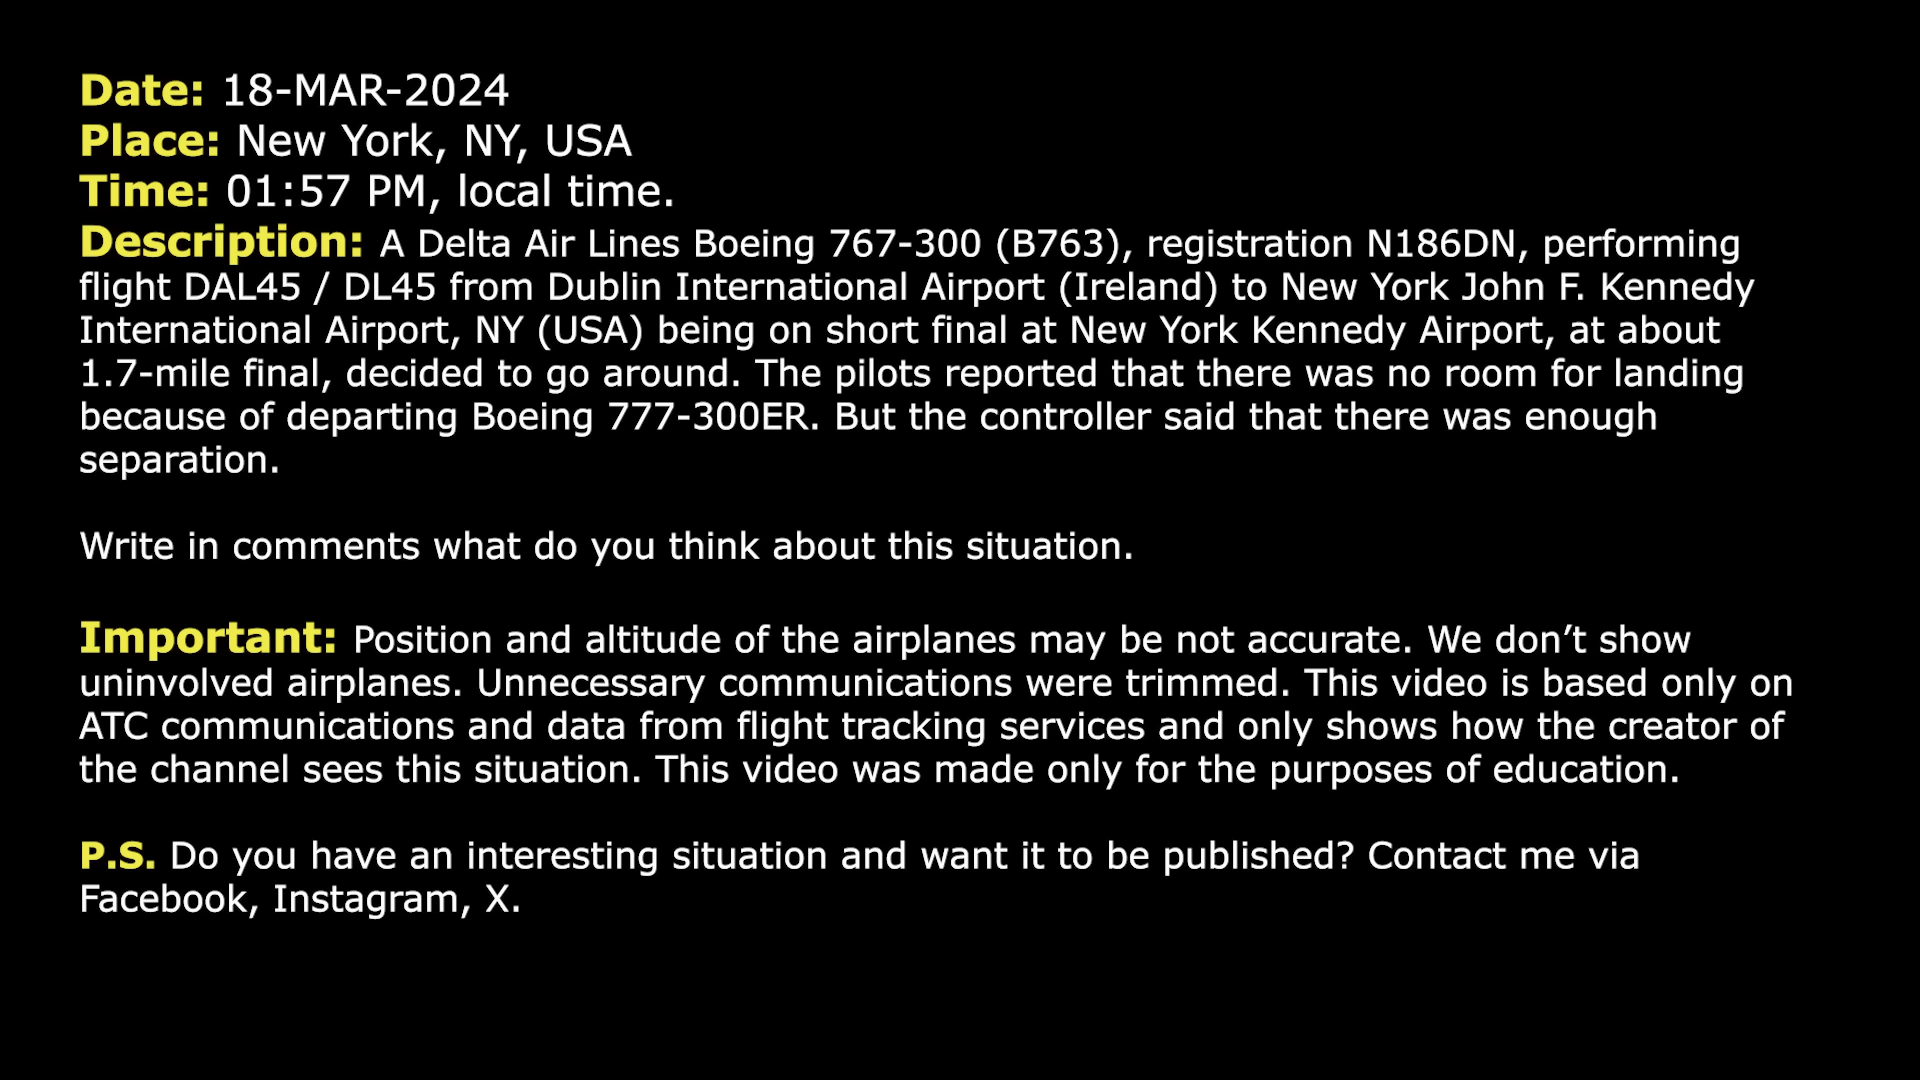 Date: 18-MAR-2024
Place: New York, NY, USA
Time: 01:57 PM, local time.
Description: A Delta Air Lines Boeing 767-300 (B763), registration N186DN, performing
flight DAL45 / DL45 from Dublin International Airport (Ireland) to New York John F. Kennedy
International Airport, NY (USA) being on short final at New York Kennedy Airport, at about
1.7-mile final, decided to go around. The pilots reported that there was no room for landing
because of departing Boeing 777-300ER. But the controller said that there was enough
separation.
Write in comments what do you think about this situation.
Important: Position and altitude of the airplanes may be not accurate. We don’t show
uninvolved airplanes. Unnecessary communications were trimmed. This video is based only on
ATC communications and data from flight tracking services and only shows how the creator of
the channel sees this situation. This video was made only for the purposes of education.
P.S. Do you have an interesting situation and want it to be published? Contact me via
Facebook, Instagram, X.